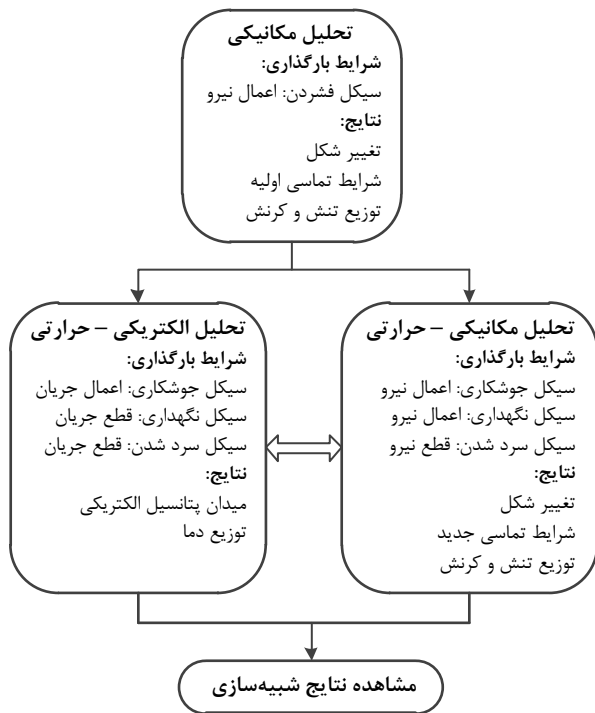 تحلیل مکانیکی
شرایط بارگذاری:
سیکل فشردن: اعمال نیرو
نتایج:
تغییر شکل
شرایط تماسی اولیه
توزیع تنش و کرنش
تحلیل مکانیکی – حرارتی
شرایط بارگذاری:
سیکل جوشکاری: اعمال نیرو
سیکل نگهداری: اعمال نیرو
سیکل سرد شدن: قطع نیرو
نتایج:
تغییر شکل
شرایط تماسی جدید
توزیع تنش و کرنش
تحلیل الکتریکی – حرارتی
شرایط بارگذاری:
سیکل جوشکاری: اعمال جریان
سیکل نگهداری: قطع جریان
سیکل سرد شدن: قطع جریان
نتایج:
میدان پتانسیل الکتریکی
توزیع دما
مشاهده نتایج شبیه‌سازی